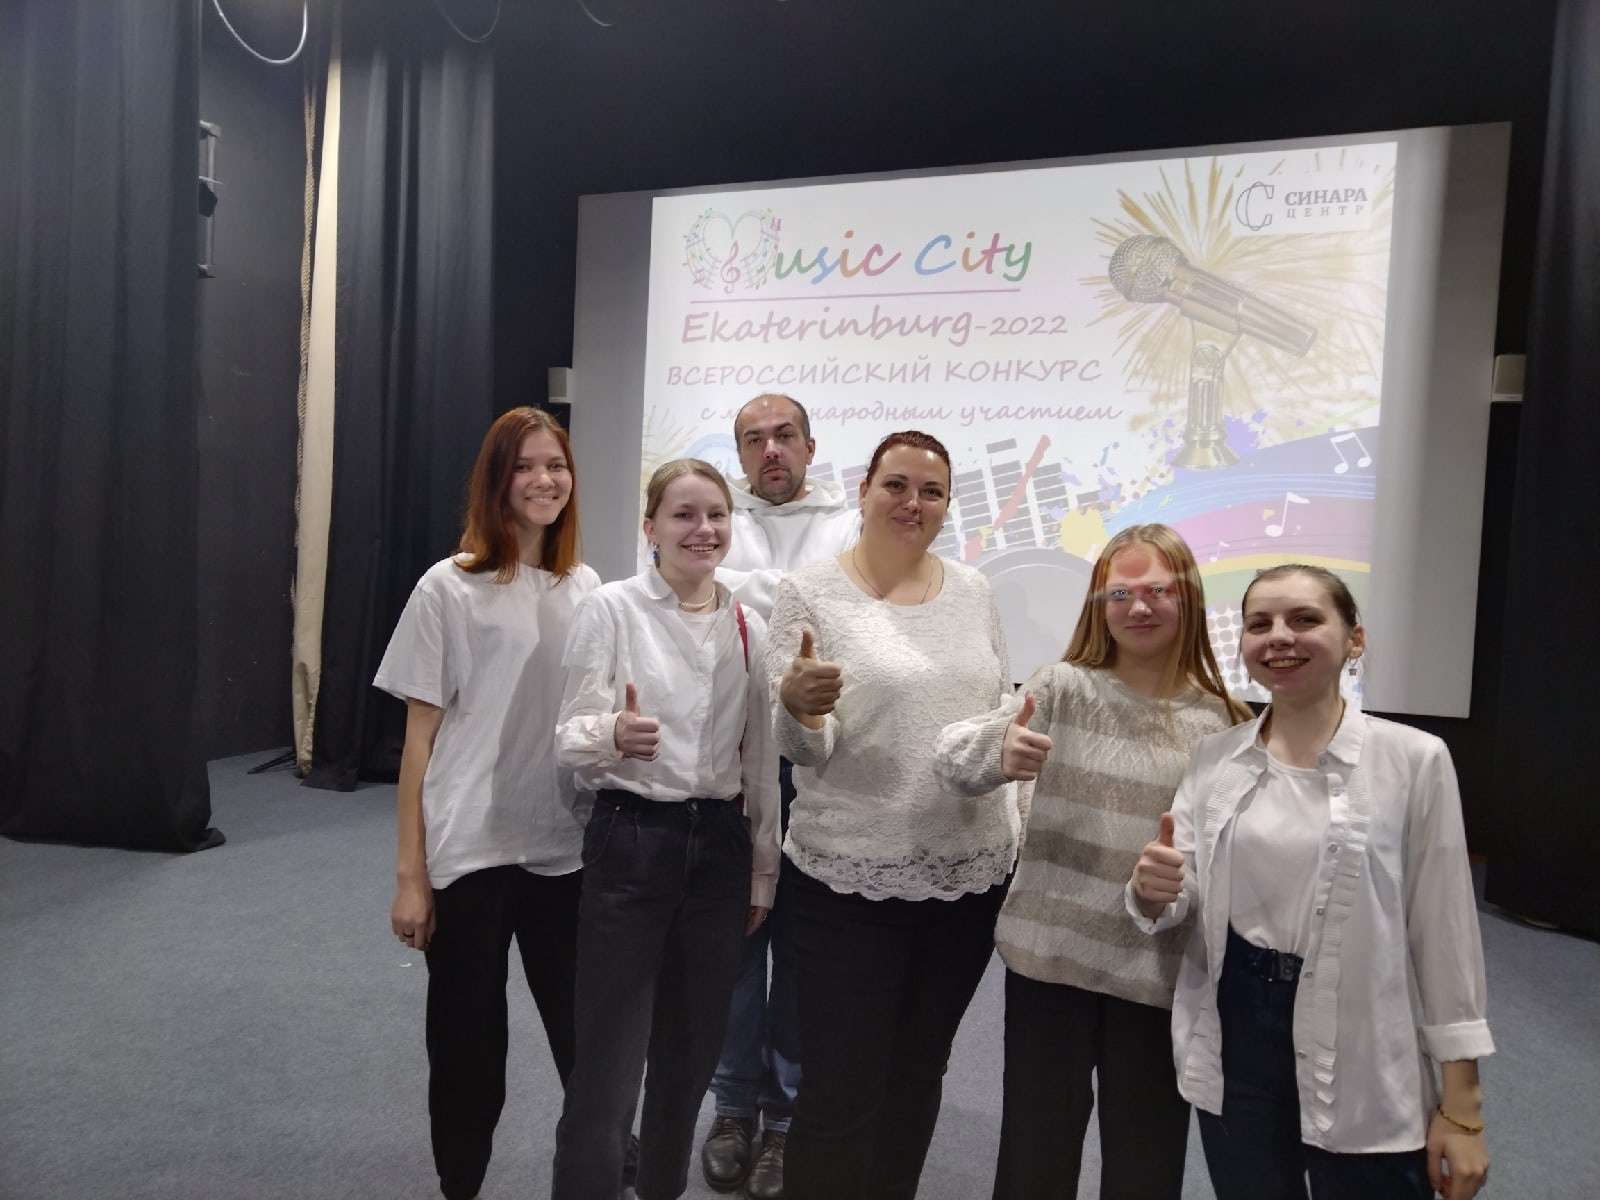 Music City
СИНАРА
ЦЕНТР
Ekaterinburg-2022
ВСЕРОССИЙСКИЙ КОНКУРС
с участием